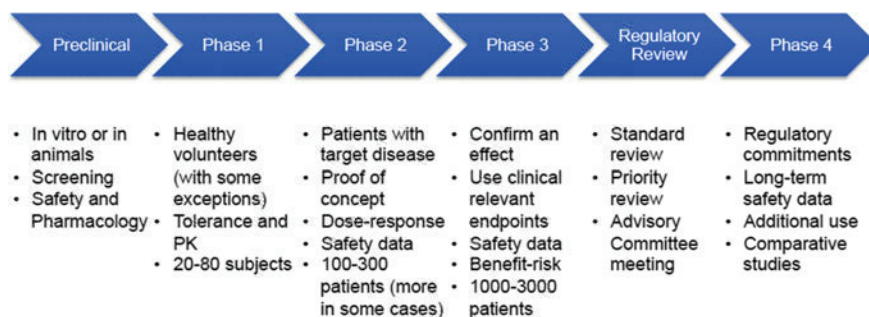 Preclinical
Phase 1
Phase 2
Phase 3
Regulatory
Review
Phase 4
• In vitro or in
animals
• Screening
• Safety and
Pharmacology
• Healthy
volunteers
(with some
exceptions)
• Tolerance and
PK
• 20-80 subjects
• Patients with
target disease
• Proof of
concept
• Dose-response
• Safety data
• 100-300
patients (more
in some cases)
• Confirm an
effect
• Use clinical
relevant
endpoints
• Safety data
• Benefit-risk
• 1000-3000
patients
• Standard
review
• Priority
review
• Advisory
Committee
meeting
• Regulatory
commitments
• Long-term
safety data
• Additional use
• Comparative
studies